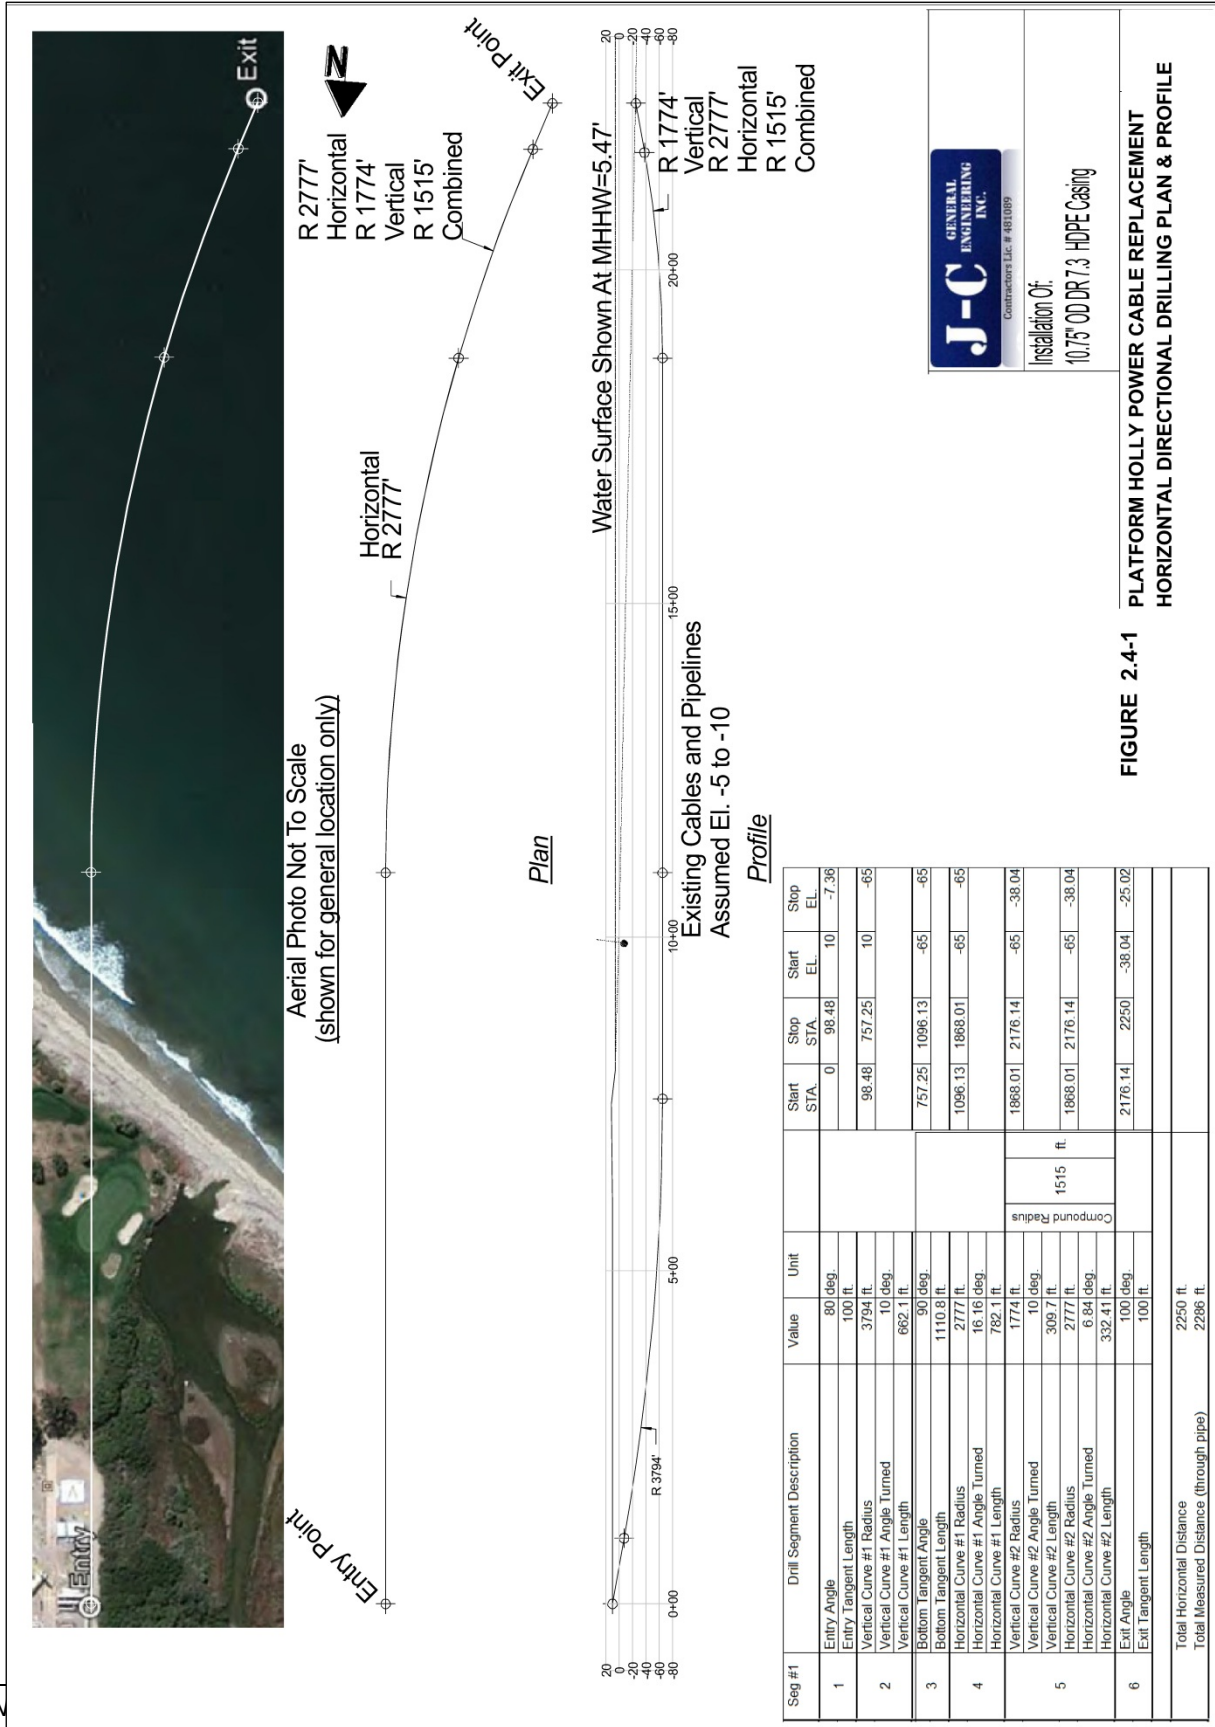 Entry
Exit
Aerial Photo Not To Scale
(shown for general location only)
N
R 2777'
Horizontal
R 1774'
Vertical
R 1515'
Combined
Entry Point
Exit Point
Horizontal
R 2777'
Plan
Water Surface Shown At MHHW=5.47'
20
0
-20
-40
-60
-80
20
0
-20
-40
-60
-80
R 3794'
R 1774'
Vertical
R 2777'
Horizontal
R 1515'
Combined
0+00
5+00
10+00
15+00
20+00
Existing Cables and Pipelines
Assumed El. -5 to -10
Profile
Seg #1 Drill Segment Description Value Unit Start STA. Stop STA. Start EL. Stop EL.
1 Entry Angle 80 deg. 0 98.48 10 -7.36
Entry Tangent Length 100 ft.
2 Vertical Curve #1 Radius 3794 ft. 98.48 757.25 10 -65
Vertical Curve #1 Angle Turned 10 deg.
Vertical Curve #1 Length 662.1 ft.
3 Bottom Tangent Angle 90 deg. 757.25 1096.13 -65 -65
Bottom Tangent Length 1110.8 ft.
4 Horizontal Curve #1 Radius 2777 ft. 1096.13 1868.01 -65 -65
Horizontal Curve #1 Angle Turned 16.16 deg.
Horizontal Curve #1 Length 782.1 ft.
5 Vertical Curve #2 Radius 1774 ft. Compound Radius 1515 ft. 1868.01 2176.14 -65 -38.04
Vertical Curve #2 Angle Turned 10 deg.
Vertical Curve #2 Length 309.7 ft.
Horizontal Curve #2 Radius 2777 ft. 1868.01 2176.14 -65 -38.04
Horizontal Curve #2 Angle Turned 6.84 deg.
Horizontal Curve #2 Length 332.41 ft.
6 Exit Angle 100 deg. 2176.14 2250 -38.04 -25.02
Exit Tangent Length 100 ft.
Total Horizontal Distance 2250 ft.
Total Measured Distance (through pipe) 2286 ft.
J-C GENERAL ENGINEERING INC.
Contractors Lic. # 481089
Installation Of:
10.75" OD DR 7.3 HDPE Casing
FIGURE 2.4-1 PLATFORM HOLLY POWER CABLE REPLACEMENT
HORIZONTAL DIRECTIONAL DRILLING PLAN & PROFILE